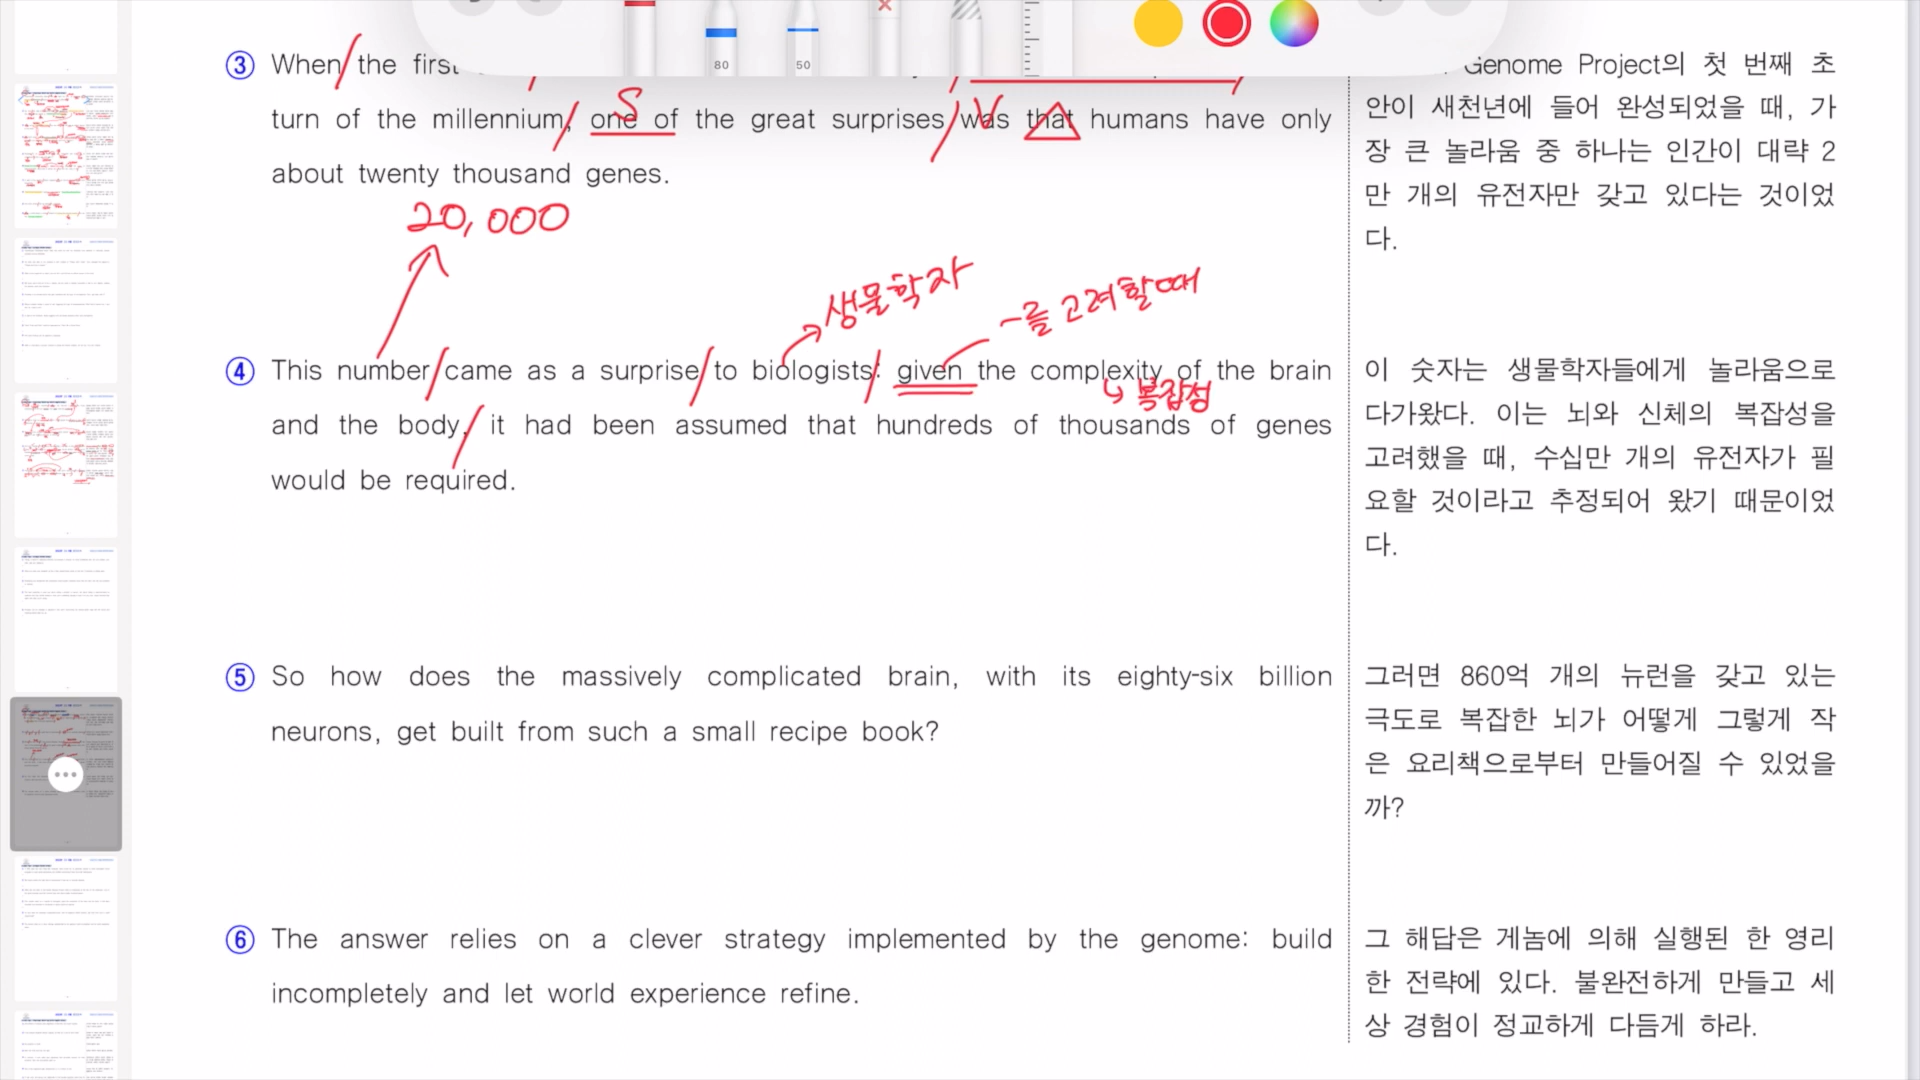 80
50
③ When the first
turn of the millennium, one of the great surprises was that humans have only
S
V
about twenty thousand genes.
20,000
Genome Project의 첫 번째 초
안이 새천년에 들어 완성되었을 때, 가
장 큰 놀라움 중 하나는 인간이 대략 2
만 개의 유전자만 갖고 있다는 것이었
다.
생물학자
~를 고려할때
④ This number came as a surprise to biologists: given the complexity of the brain
복잡성
and the body, it had been assumed that hundreds of thousands of genes
would be required.
이 숫자는 생물학자들에게 놀라움으로
다가왔다. 이는 뇌와 신체의 복잡성을
고려했을 때, 수십만 개의 유전자가 필
요할 것이라고 추정되어 왔기 때문이었
다.
⑤ So how does the massively complicated brain, with its eighty-six billion
neurons, get built from such a small recipe book?
그러면 860억 개의 뉴런을 갖고 있는
극도로 복잡한 뇌가 어떻게 그렇게 작
은 요리책으로부터 만들어질 수 있었을
까?
⑥ The answer relies on a clever strategy implemented by the genome: build
incompletely and let world experience refine.
그 해답은 게놈에 의해 실행된 한 영리
한 전략에 있다. 불완전하게 만들고 세
상 경험이 정교하게 다듬게 하라.